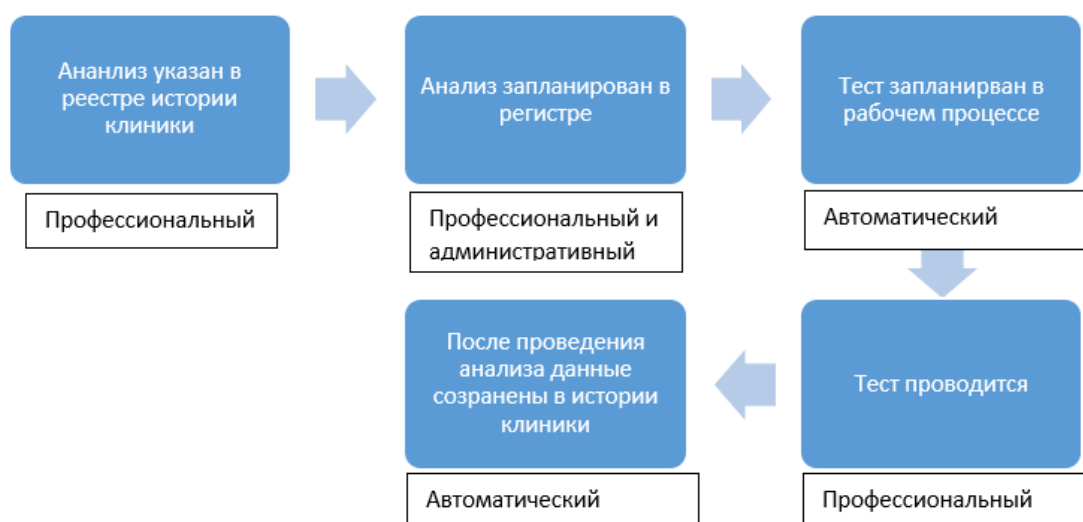 Ананлиз указан в
реестре истории
клиники
Профессиональный
Анализ запланирован в
регистре
Профессиональный и
административный
Тест запланирван в
рабочем процессе
Автоматический
Тест проводится
Профессиональный
После проведения
анализа данные
созранены в истории
клиники
Автоматический